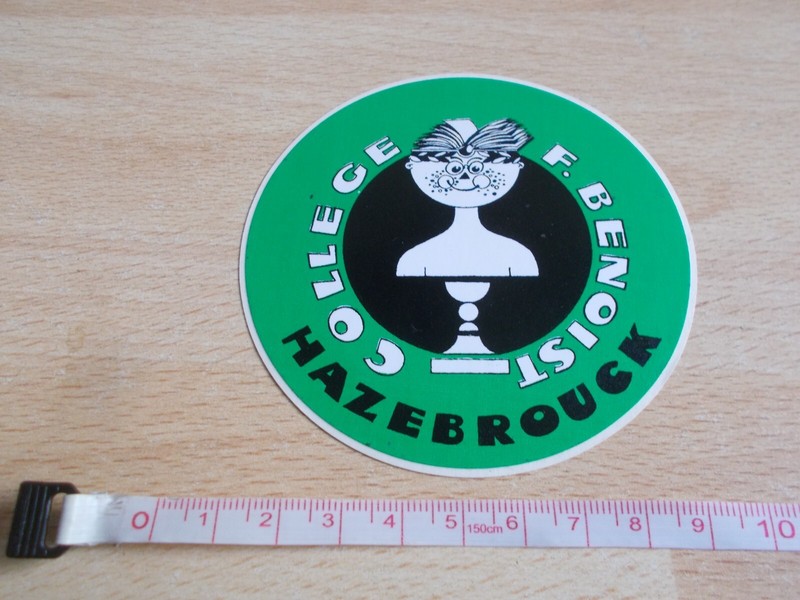 COLLEGE F. BENOIST
HAZEBROUCK
0 1 2 3 4 5 150cm 6 7 8 9 10